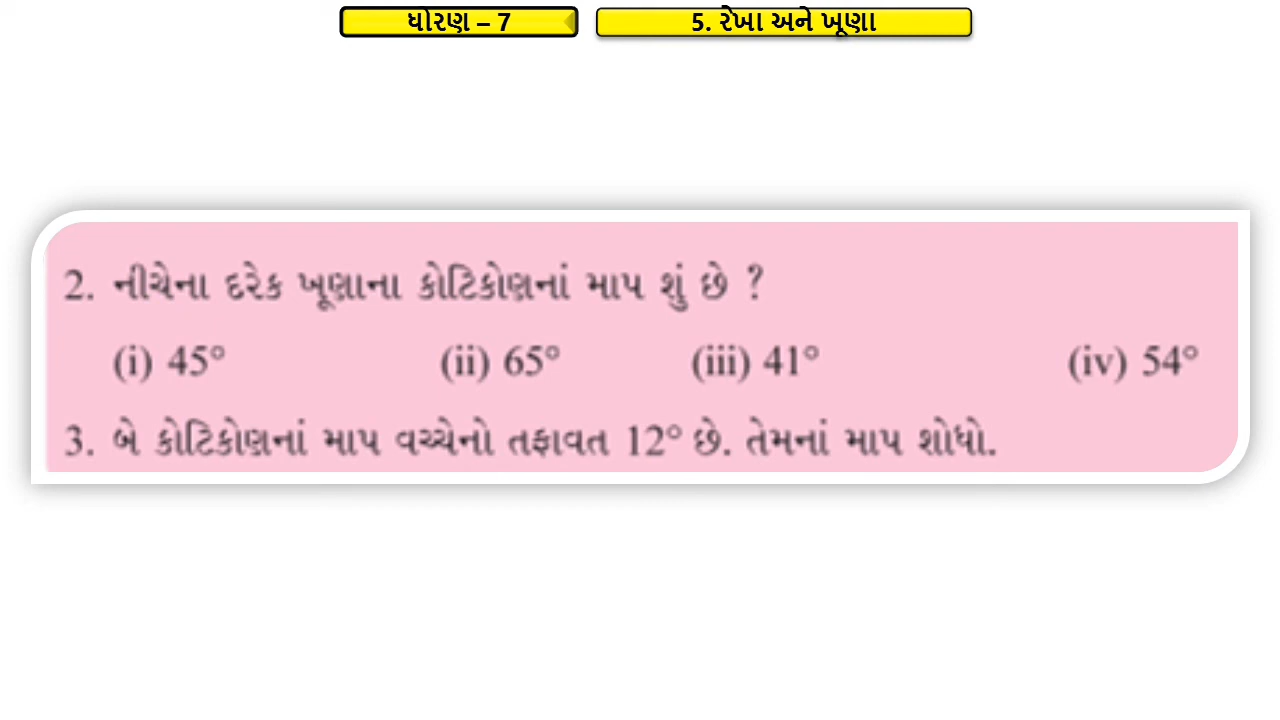 ધોરણ – 7
5. રેખા અને ખૂણા
2. નીચેના દરેક ખૂણાના કોટિકોણનાં માપ શું છે ?
(i) 45° (ii) 65° (iii) 41° (iv) 54°
3. બે કોટિકોણનાં માપ વચ્ચેનો તફાવત 12° છે. તેમનાં માપ શોધો.